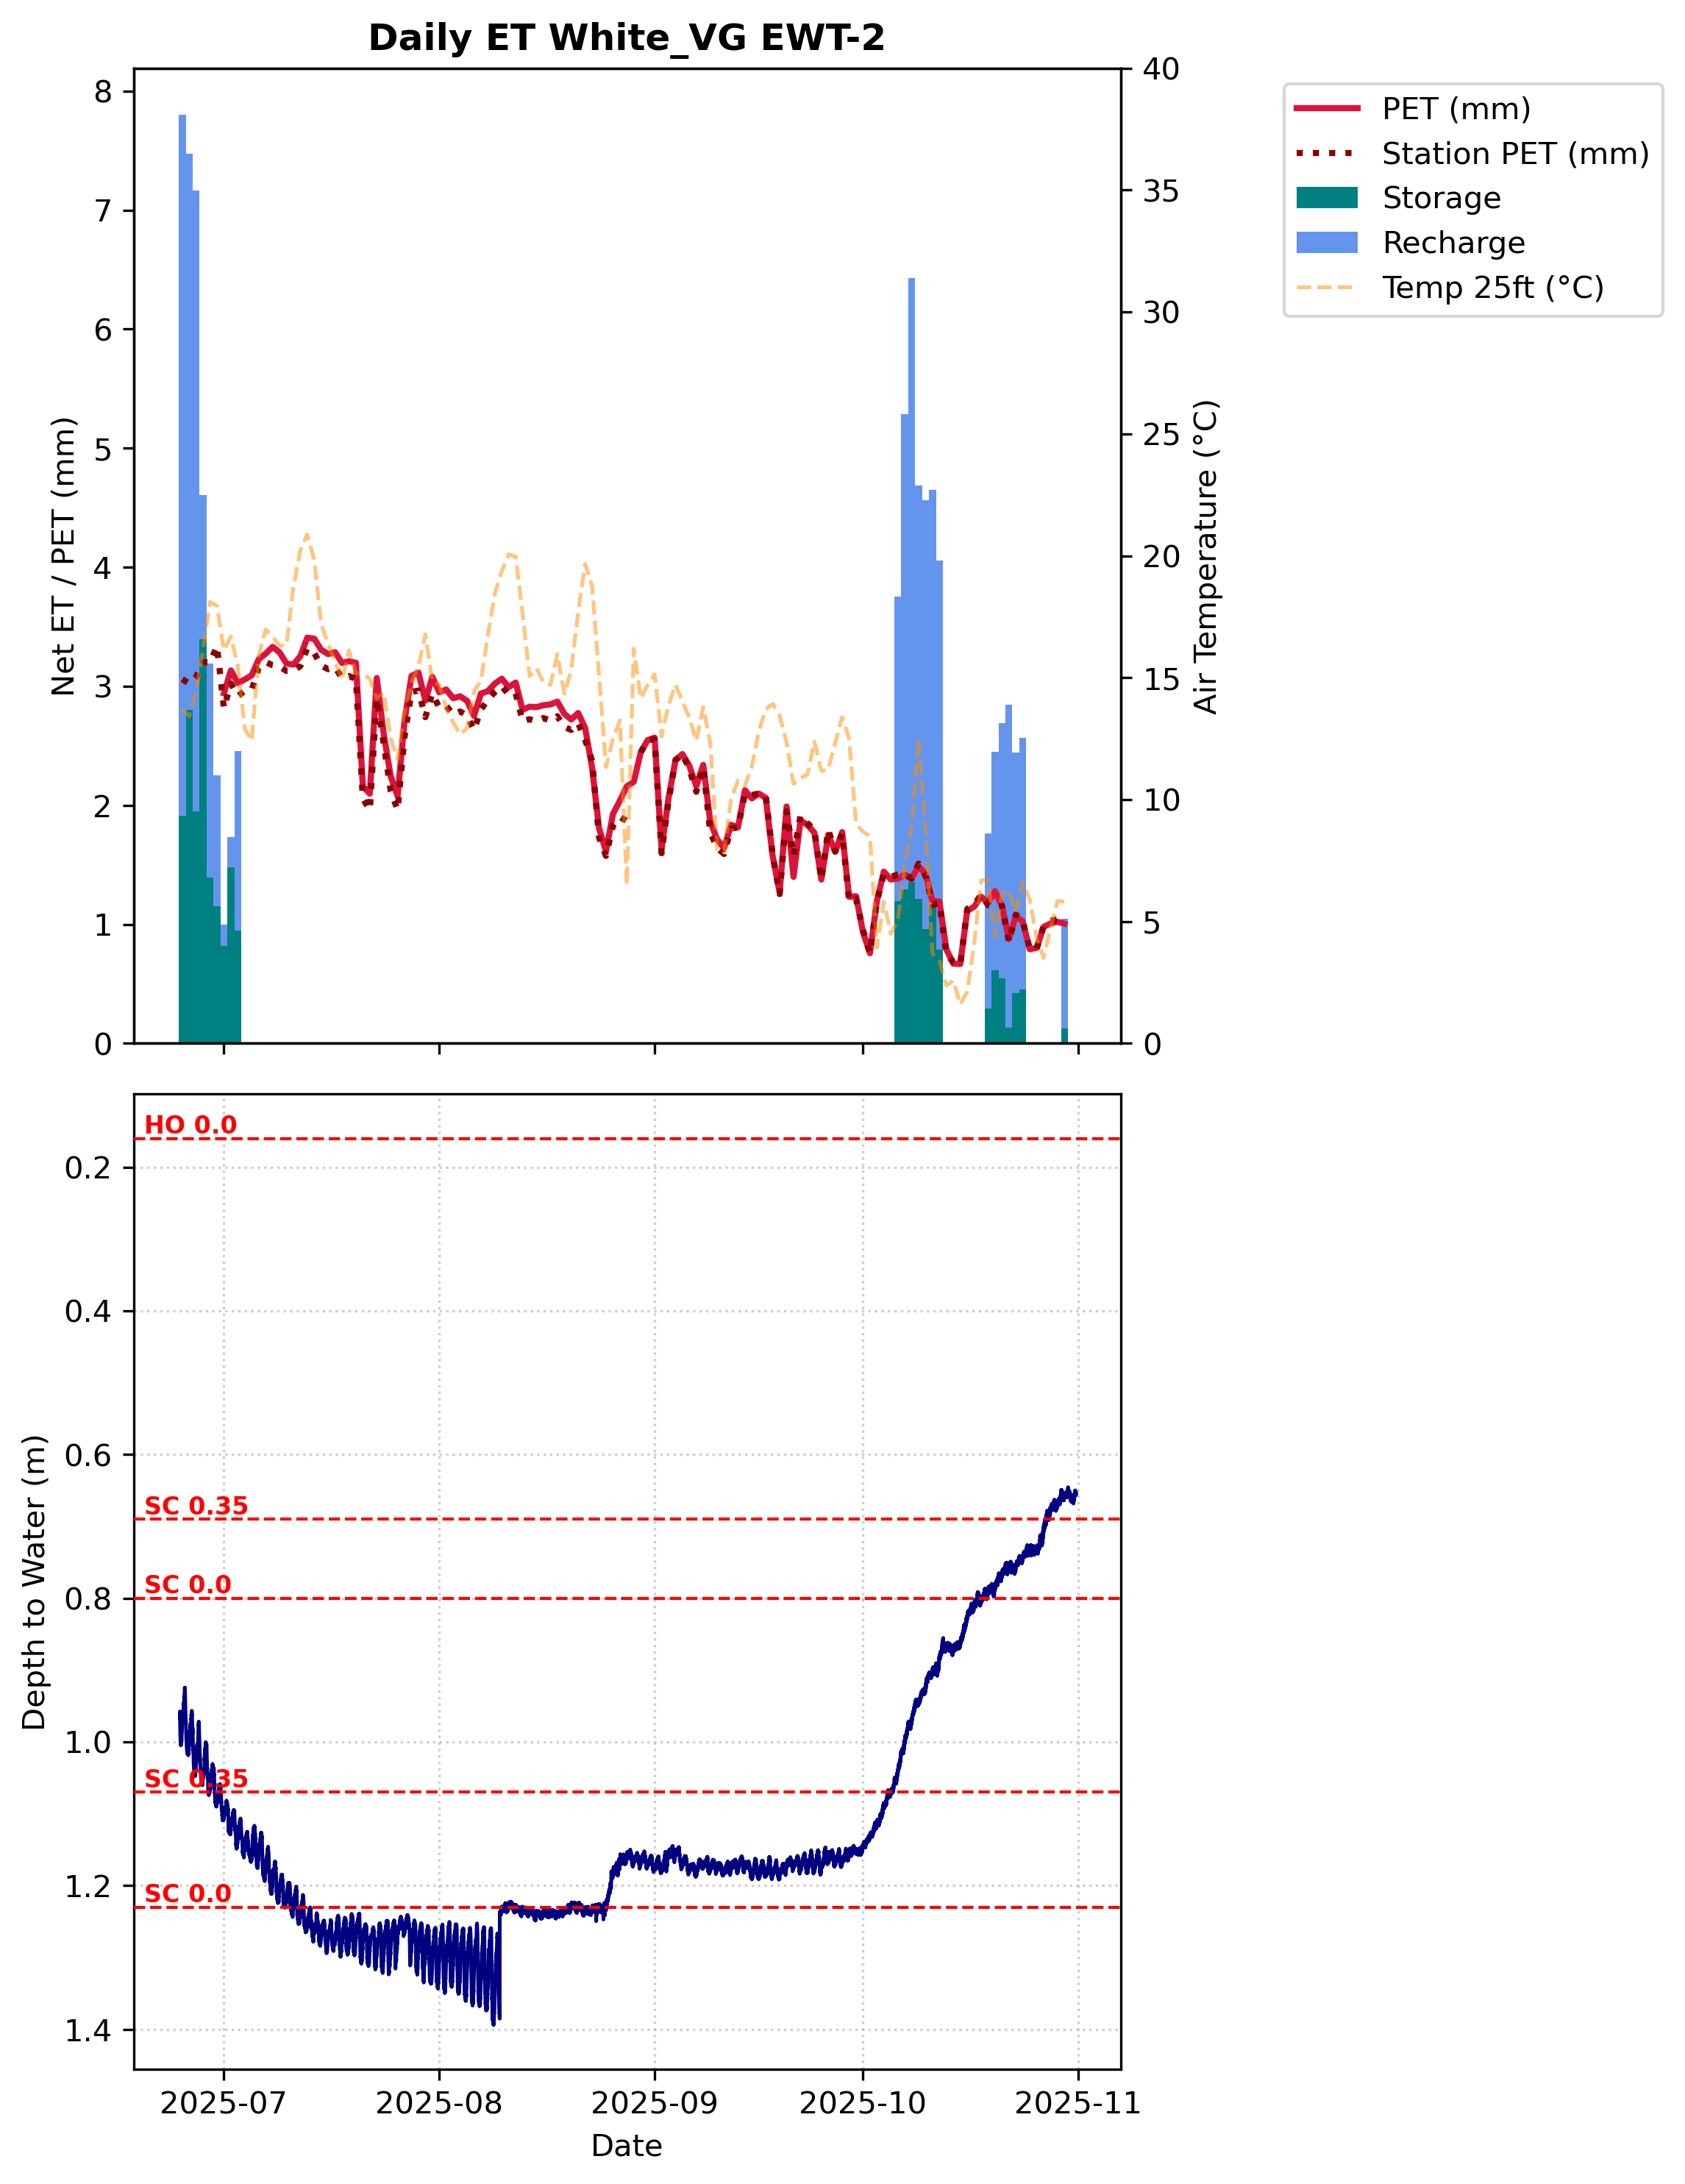 Daily ET White_VG EWT-2
8
7
6
5
4
3
2
1
0
Net ET / PET (mm)
40
35
30
25
20
15
10
5
0
Air Temperature (°C)
PET (mm)
Station PET (mm)
Storage
Recharge
Temp 25ft (°C)
HO 0.0
SC 0.35
SC 0.0
SC 0.35
SC 0.0
0.2
0.4
0.6
0.8
1.0
1.2
1.4
Depth to Water (m)
2025-07 2025-08 2025-09 2025-10 2025-11
Date